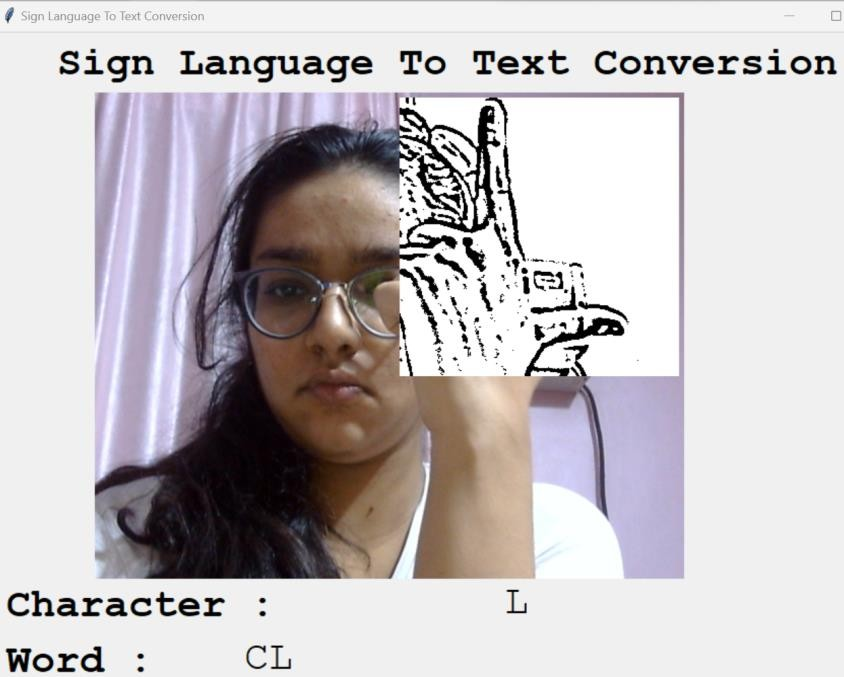 Sign Language To Text Conversion
Sign Language To Text Conversion
Character : L
Word : CL